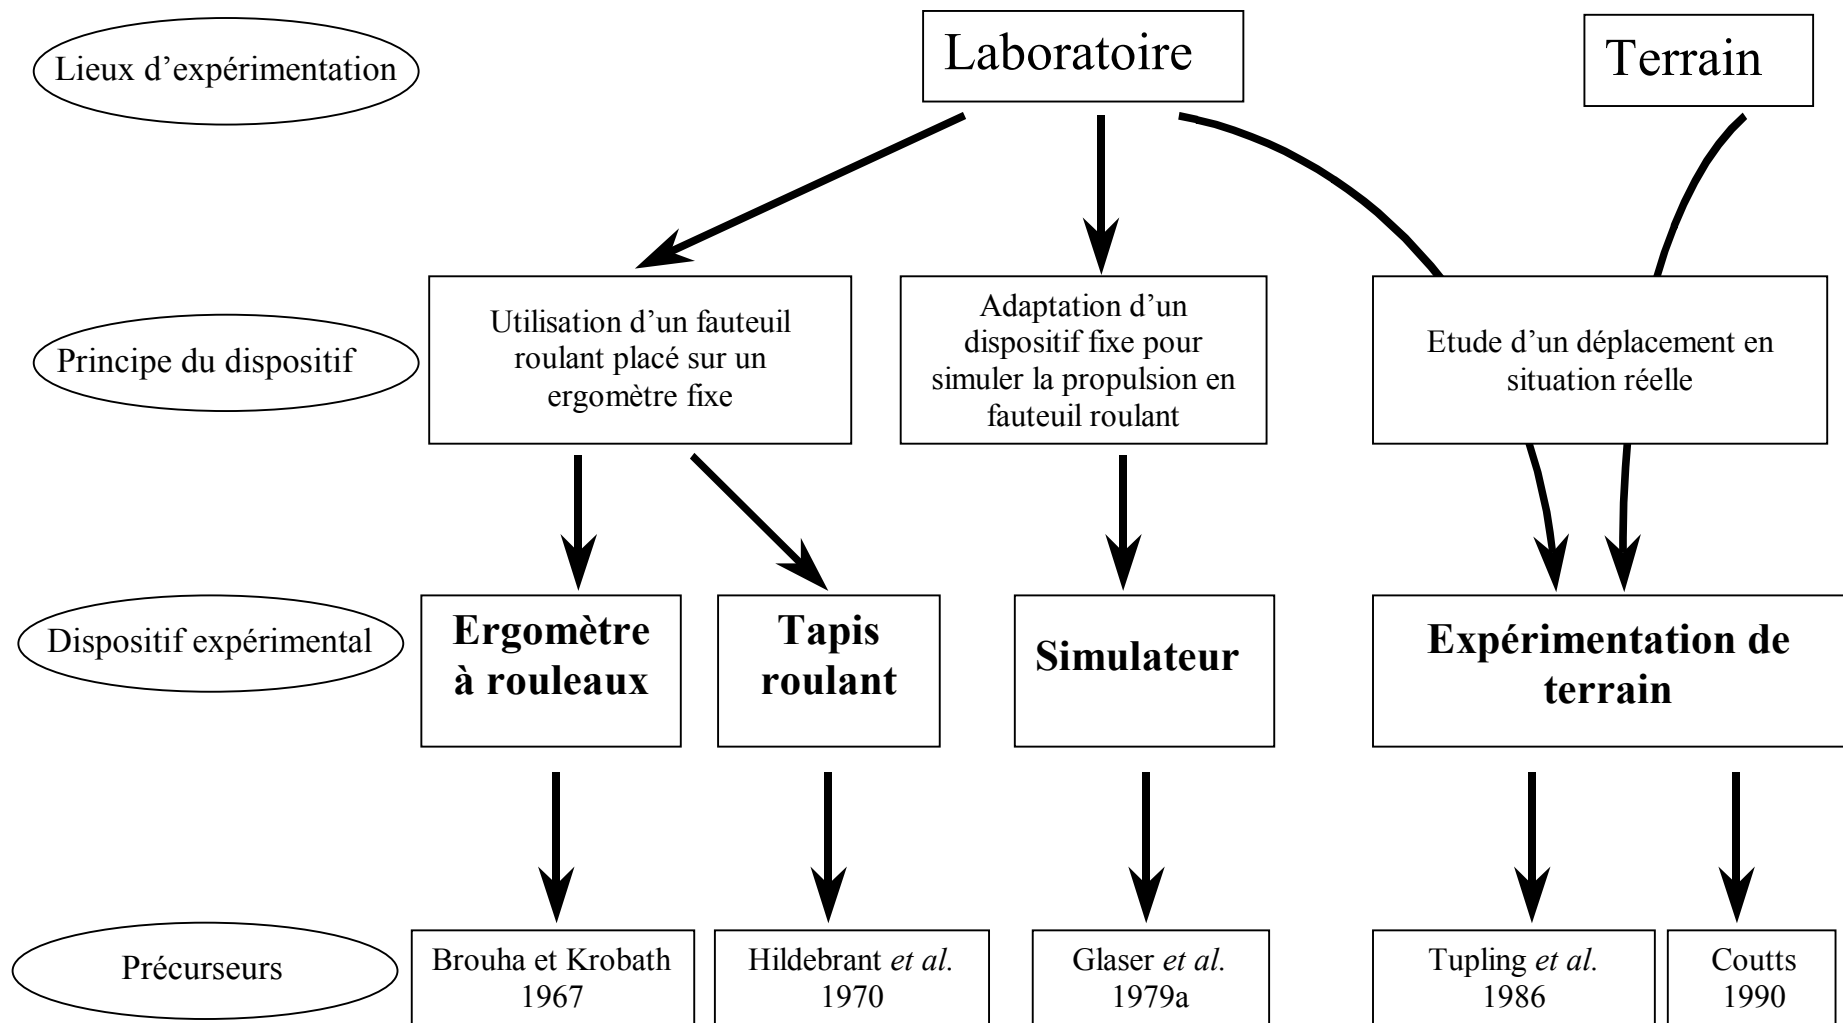 Lieux d’expérimentation
Laboratoire
Terrain
Principe du dispositif
Utilisation d’un fauteuil
roulant placé sur un
ergomètre fixe
Adaptation d’un
dispositif fixe pour
simuler la propulsion en
fauteuil roulant
Etude d’un déplacement en
situation réelle
Dispositif expérimental
Ergomètre
à rouleaux
Tapis
roulant
Simulateur
Expérimentation de
terrain
Précurseurs
Brouha et Krobath
1967
Hildebrant et al.
1970
Glaser et al.
1979a
Tupling et al.
1986
Coutts
1990